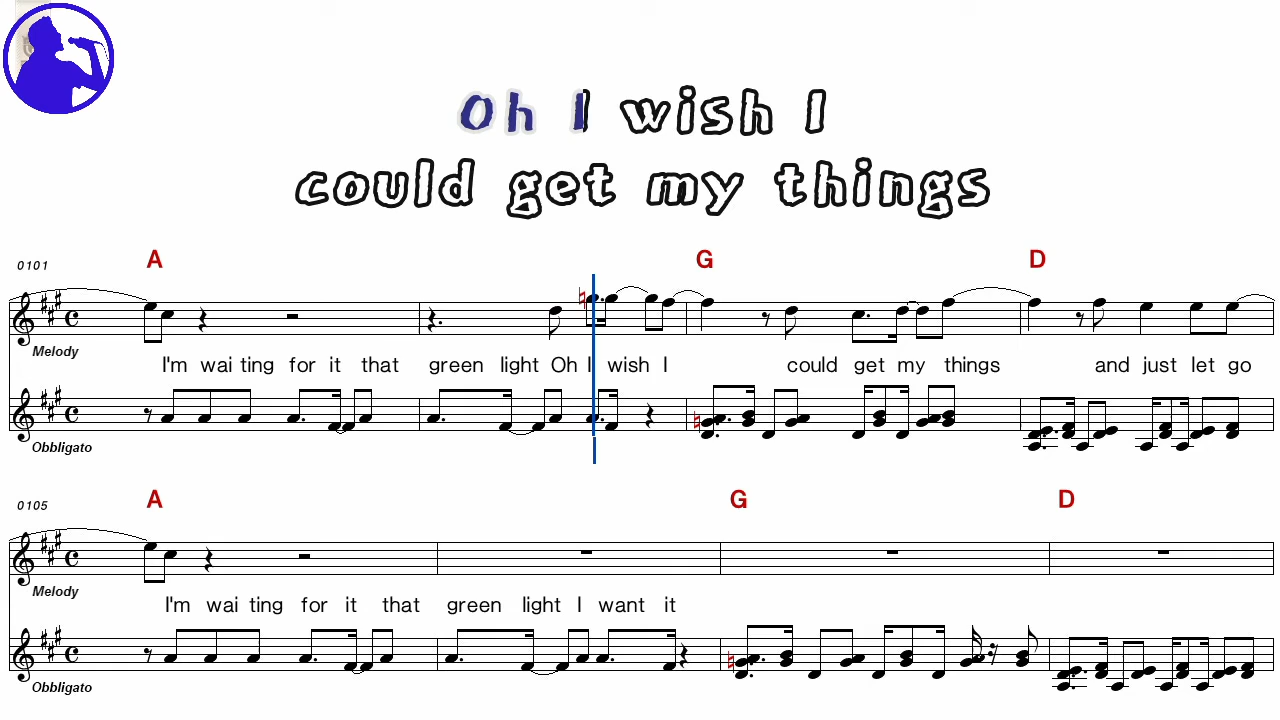 Oh I wish I
could get my things
0101 A G D
Melody
I'm wai ting for it that green light Oh I wish I could get my things and just let go
Obbligato
0105 A G D
Melody
I'm wai ting for it that green light I want it
Obbligato